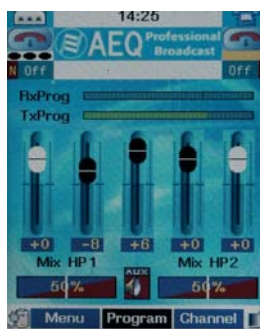 14:25
AEQ Professional Broadcast
N Off Off
RxProg
TxProg
+0 -8 +6 +0 +0
Mix HP1 AUX Mix HP2
50% 50%
Menu Program Channel